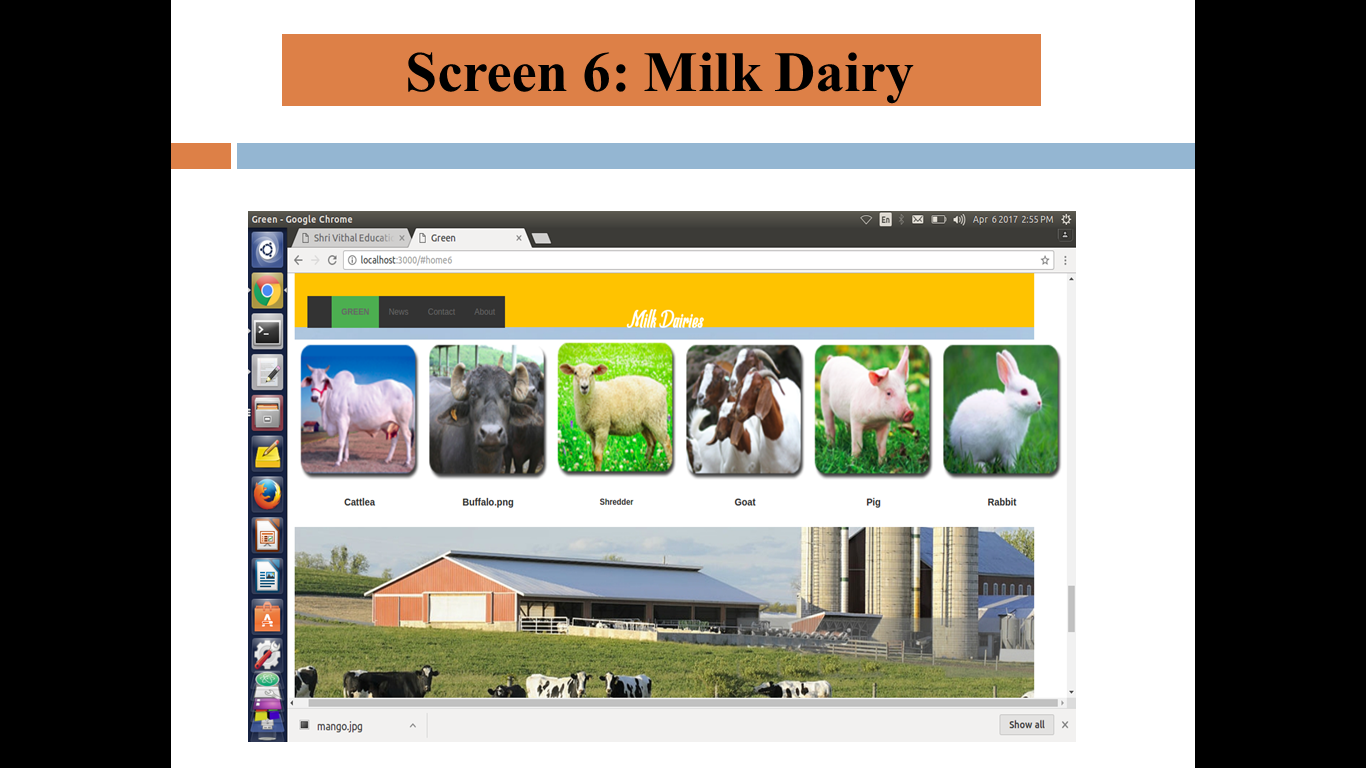 Screen 6: Milk Dairy
Green - Google Chrome
En
Apr 6 2017 2:55 PM
Shri Vithal Educati
Green
localhost:3000/#home6
GREEN News Contact About
Milk Dairies
Cattlea Buffalo.png Shredder Goat Pig Rabbit
mango.jpg
Show all